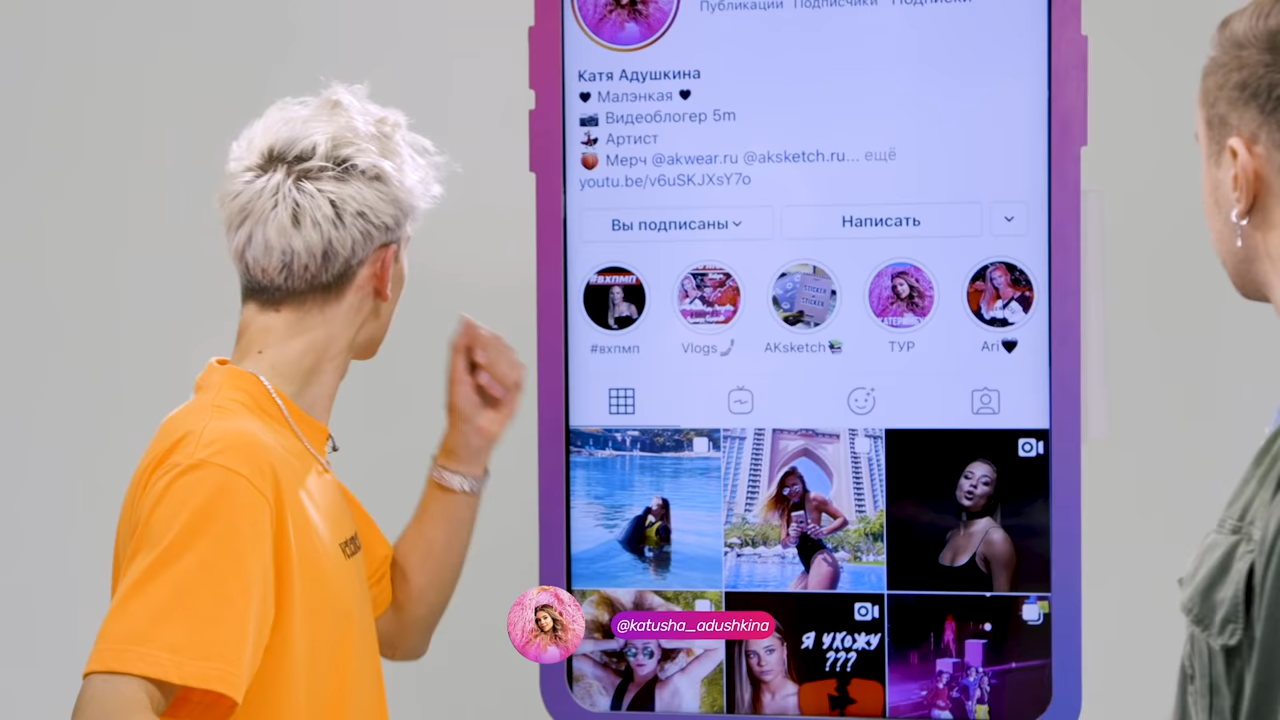 Публикации Подписчики Подписки
Катя Адушкина
🖤 Малэнкая 🖤
📷 Видеоблогер 5m
💃 Артист
🍑 Мерч @akwear.ru @aksketch.ru... ещё
youtu.be/v6uSKJXsY7o
Вы подписаны
Написать
#ВХПМП
#вхпмп
Vlogs🤳
AKsketch📚
ТУР
Ari🖤
@katusha_adushkina
Я УХОЖУ
???